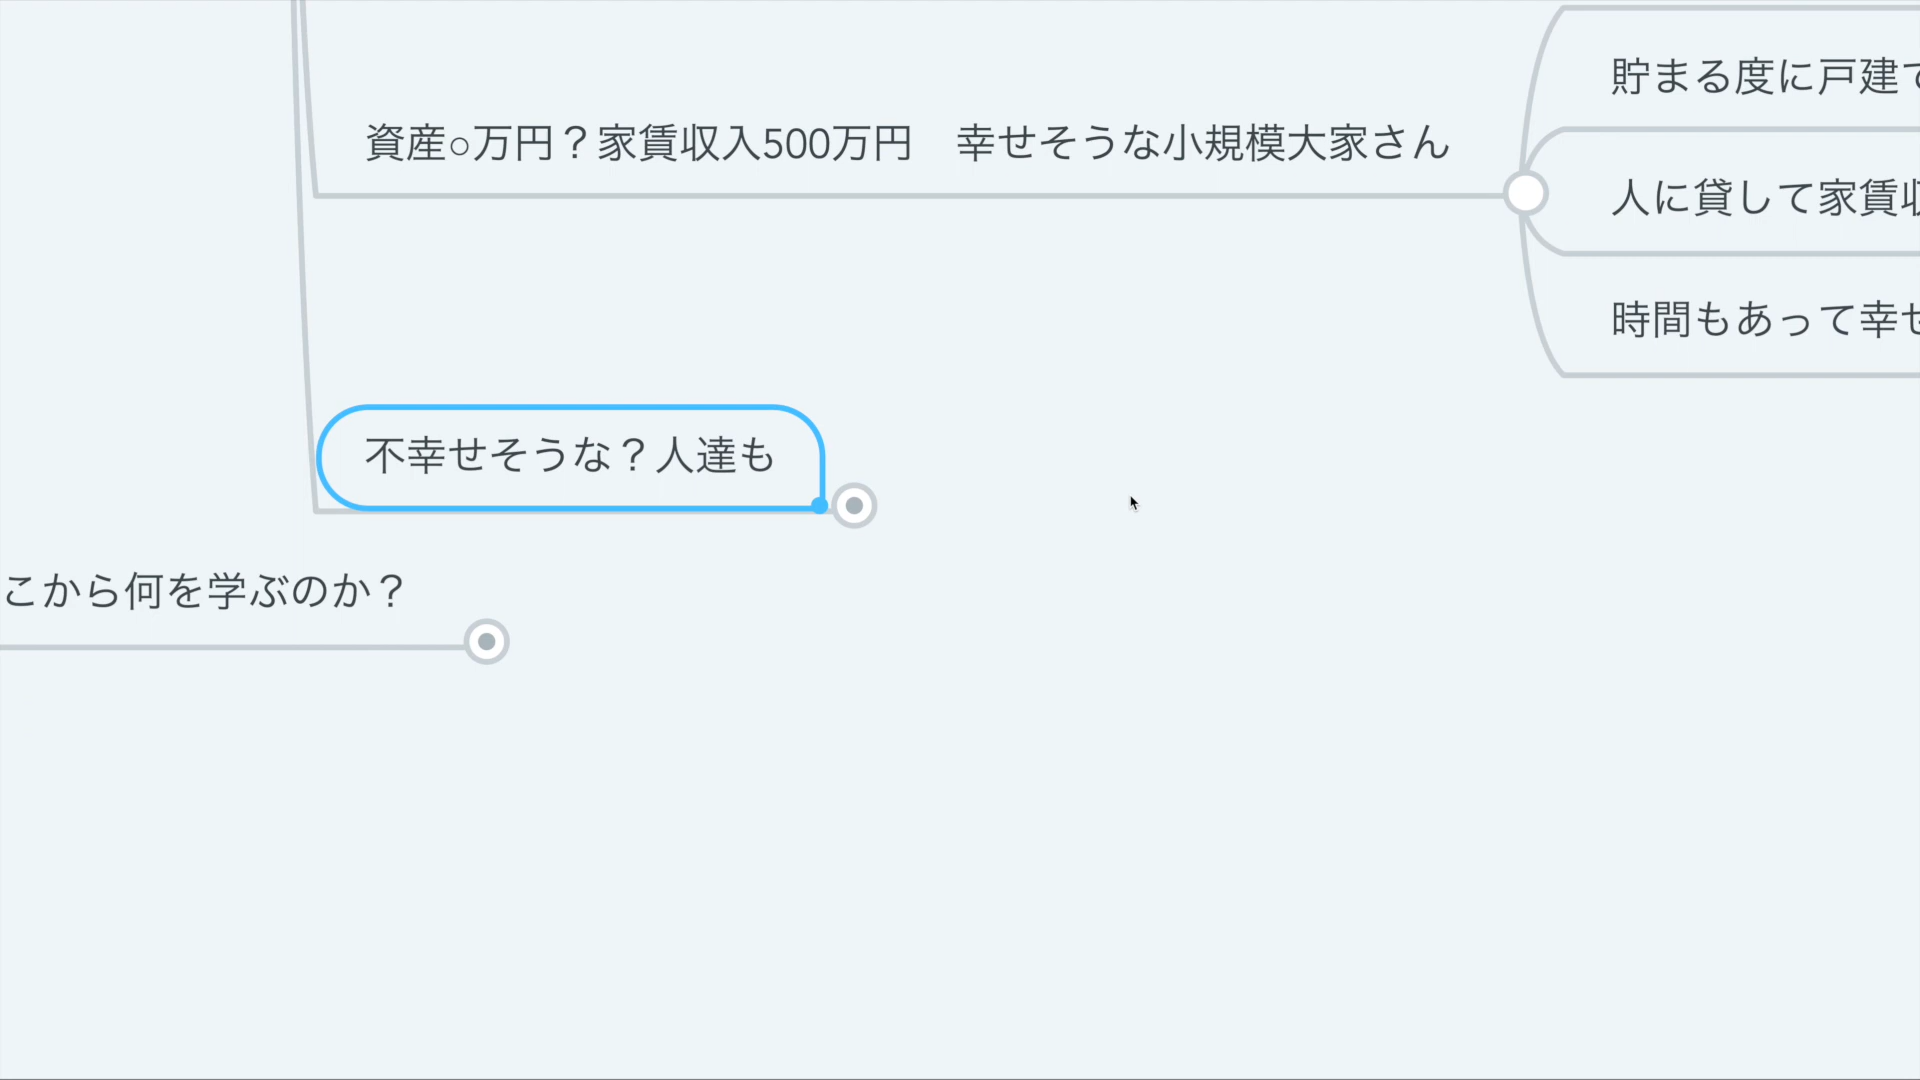 資産○万円？家賃収入500万円　幸せそうな小規模大家さん
貯まる度に戸建て
人に貸して家賃収
時間もあって幸せ
不幸せそうな？人達も
こから何を学ぶのか？